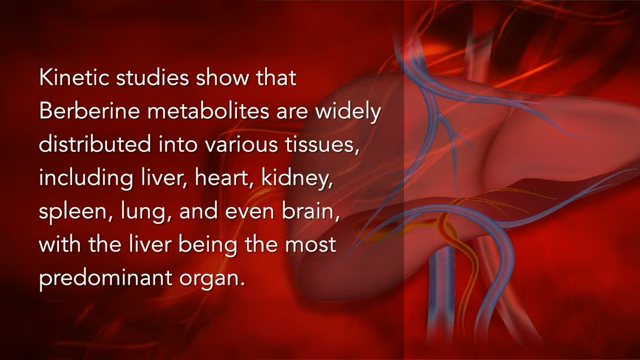 Kinetic studies show that
Berberine metabolites are widely
distributed into various tissues,
including liver, heart, kidney,
spleen, lung, and even brain,
with the liver being the most
predominant organ.